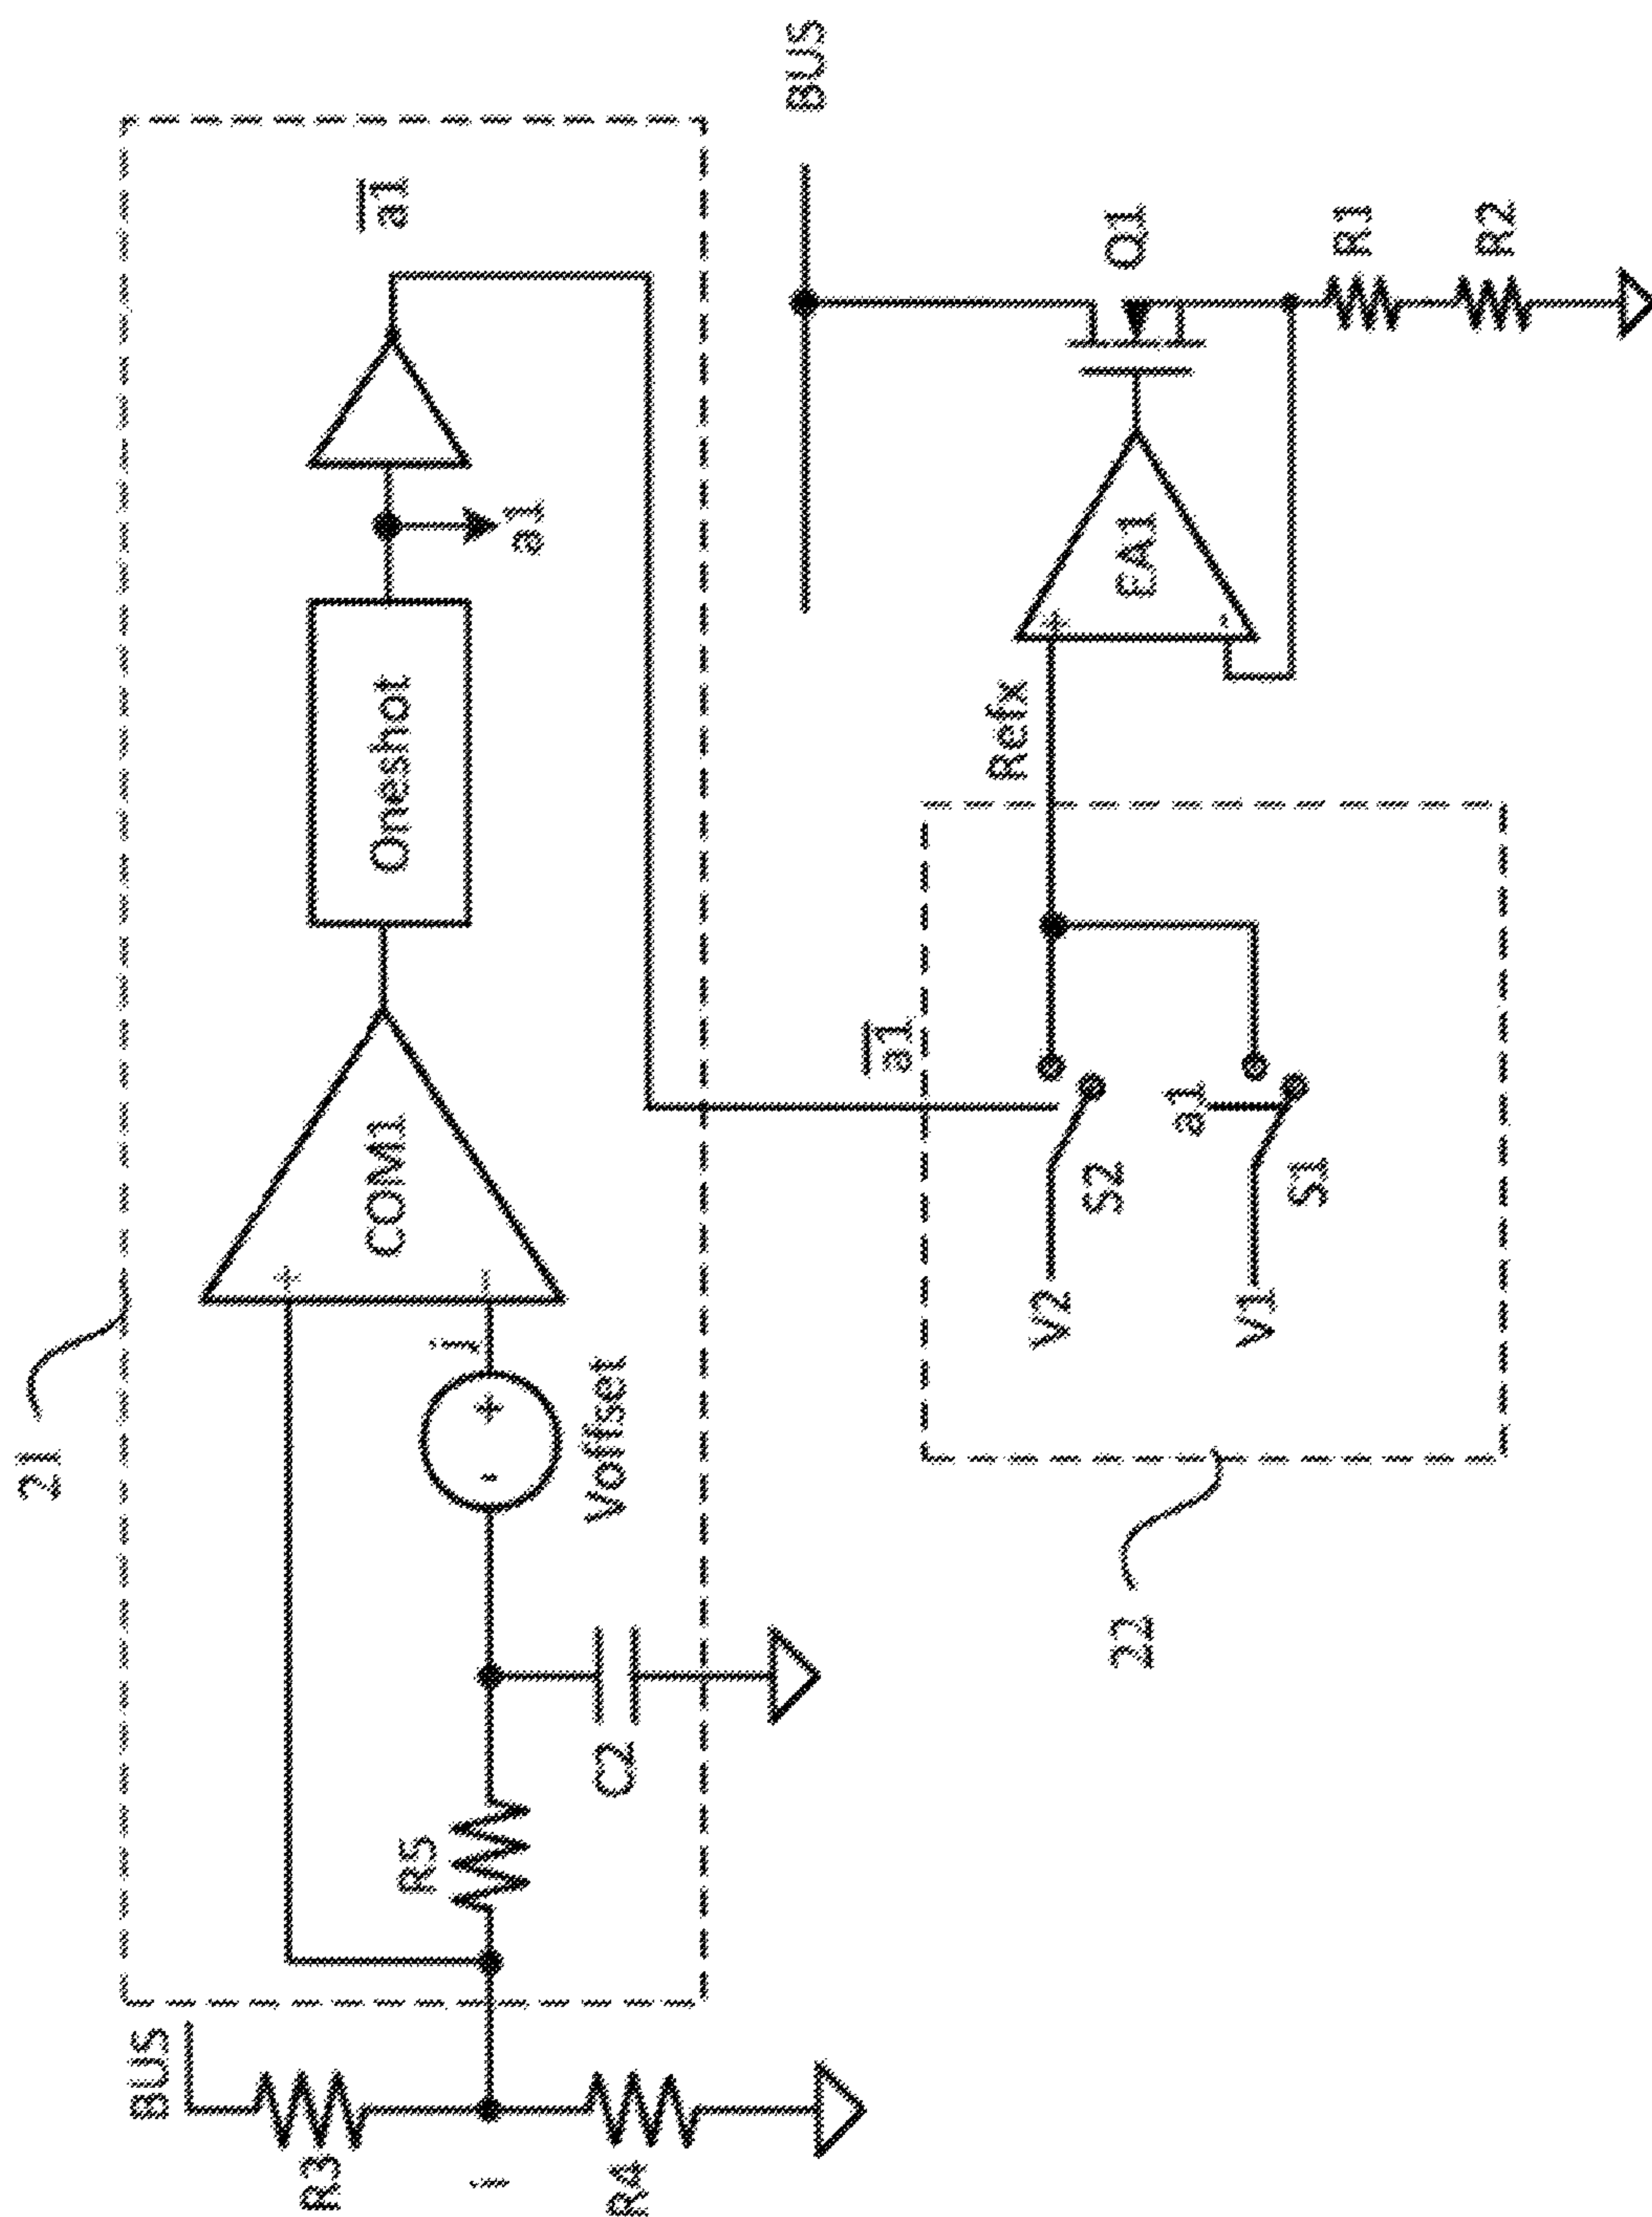 21
BUS
R3
i
R4
R5
C2
Voffset
j
+
-
+
−
COM1
Oneshot
a1
a1̅
BUS
a1̅
22
V2
S2
V1
S1
a1
Refx
+
-
EA1
Q1
R1
R2